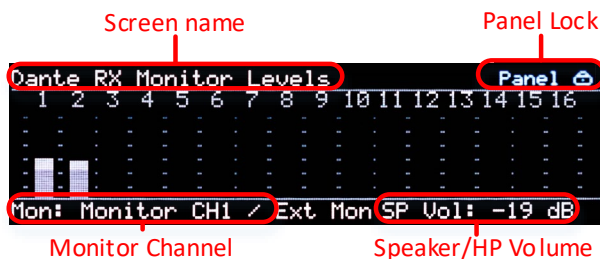 Screen name Panel Lock
Dante RX Monitor Levels Panel
1 2 3 4 5 6 7 8 9 10 11 12 13 14 15 16
Mon: Monitor CH1 / Ext Mon SP Vol: -19 dB
Monitor Channel Speaker/HP Volume